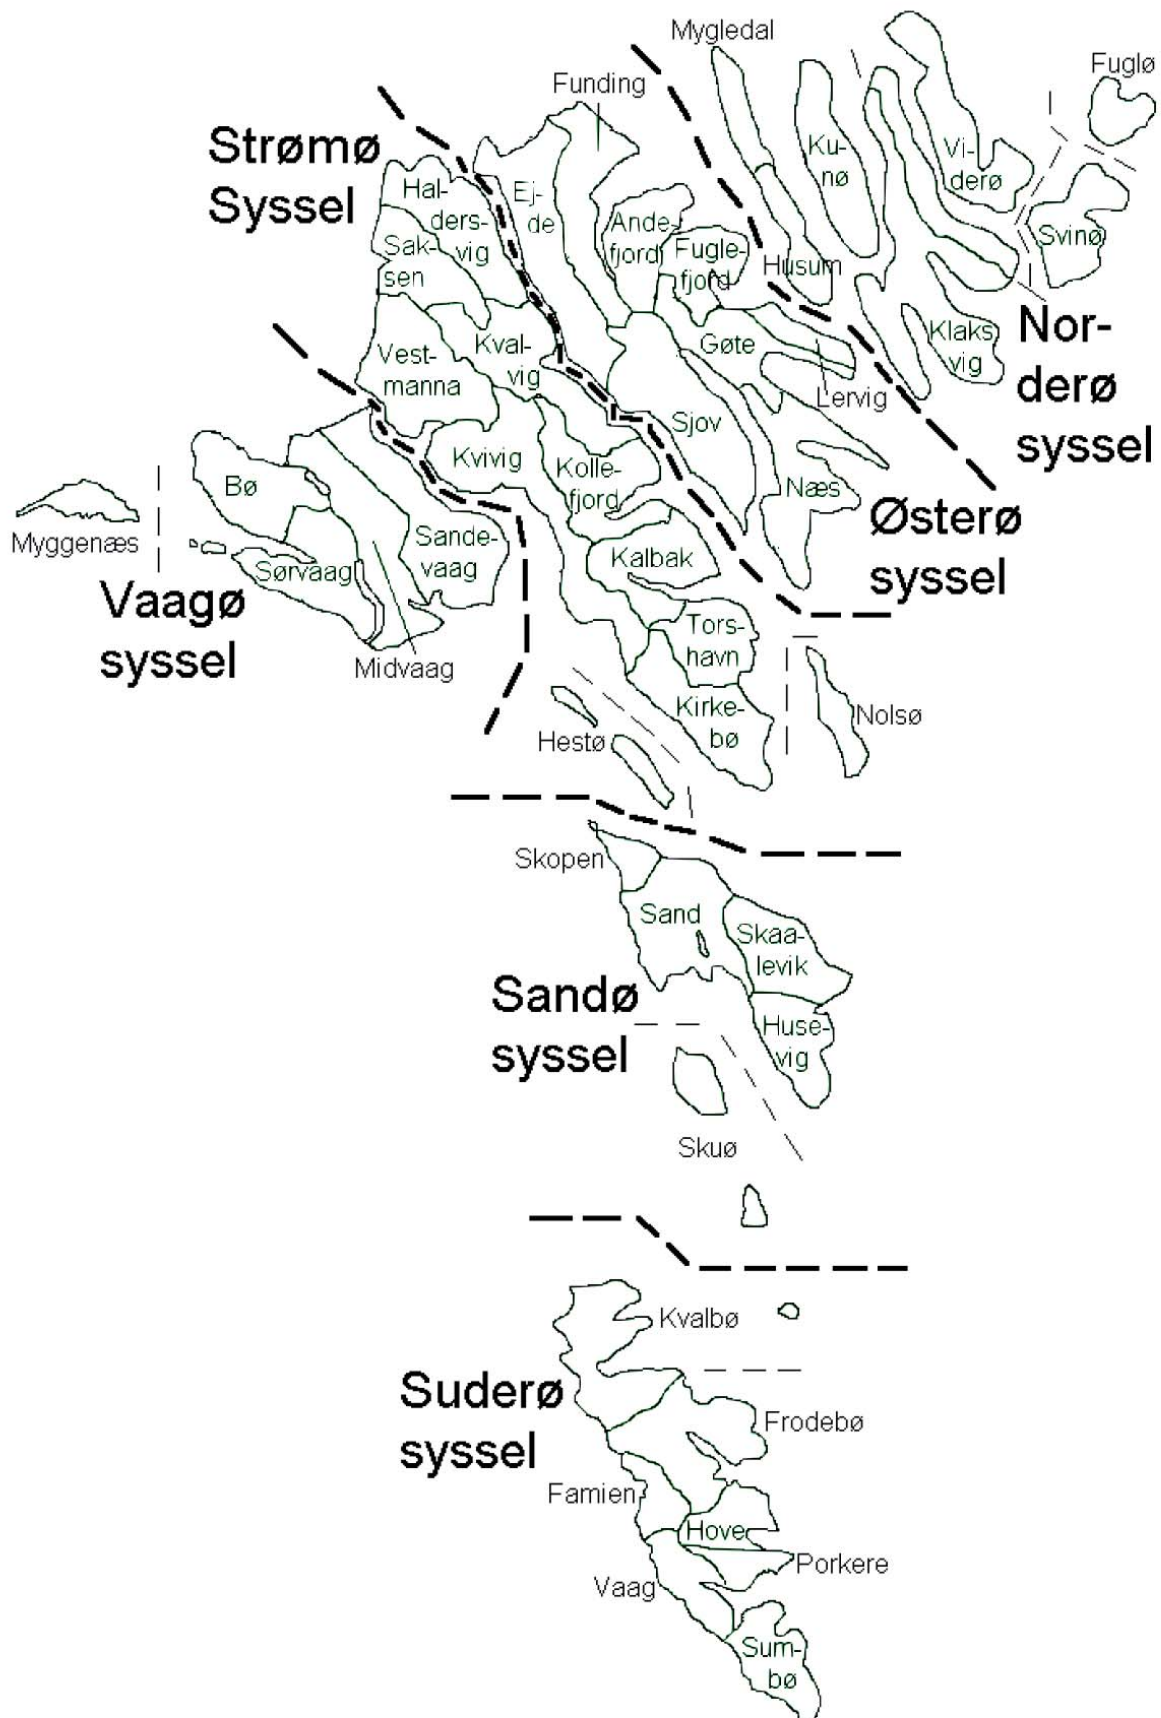 Mygledal
Fuglø
Funding
Strømø
Syssel
Hal-
ders-
vig
Ej-
de
Ku-
nø
Vi-
derø
Sak-
sen
Ande-
fjord
Fugle-
fjord
Svinø
Husum
Vest-
manna
Kval-
vig
Gøte
Klaks
vig
Nor-
derø
syssel
Lervig
Sjov
Kvivig
Kolle-
fjord
Bø
Næs
Østerø
syssel
Myggenæs
Sande-
vaag
Sørvaag
Kalbak
Vaagø
syssel
Midvaag
Tors-
havn
Kirke-
bø
Nolsø
Hestø
Skopen
Sand
Skaa-
levik
Sandø
syssel
Huse-
vig
Skuø
Kvalbø
Suderø
syssel
Frodebø
Famien
Hove
Porkere
Vaag
Sum-
bø